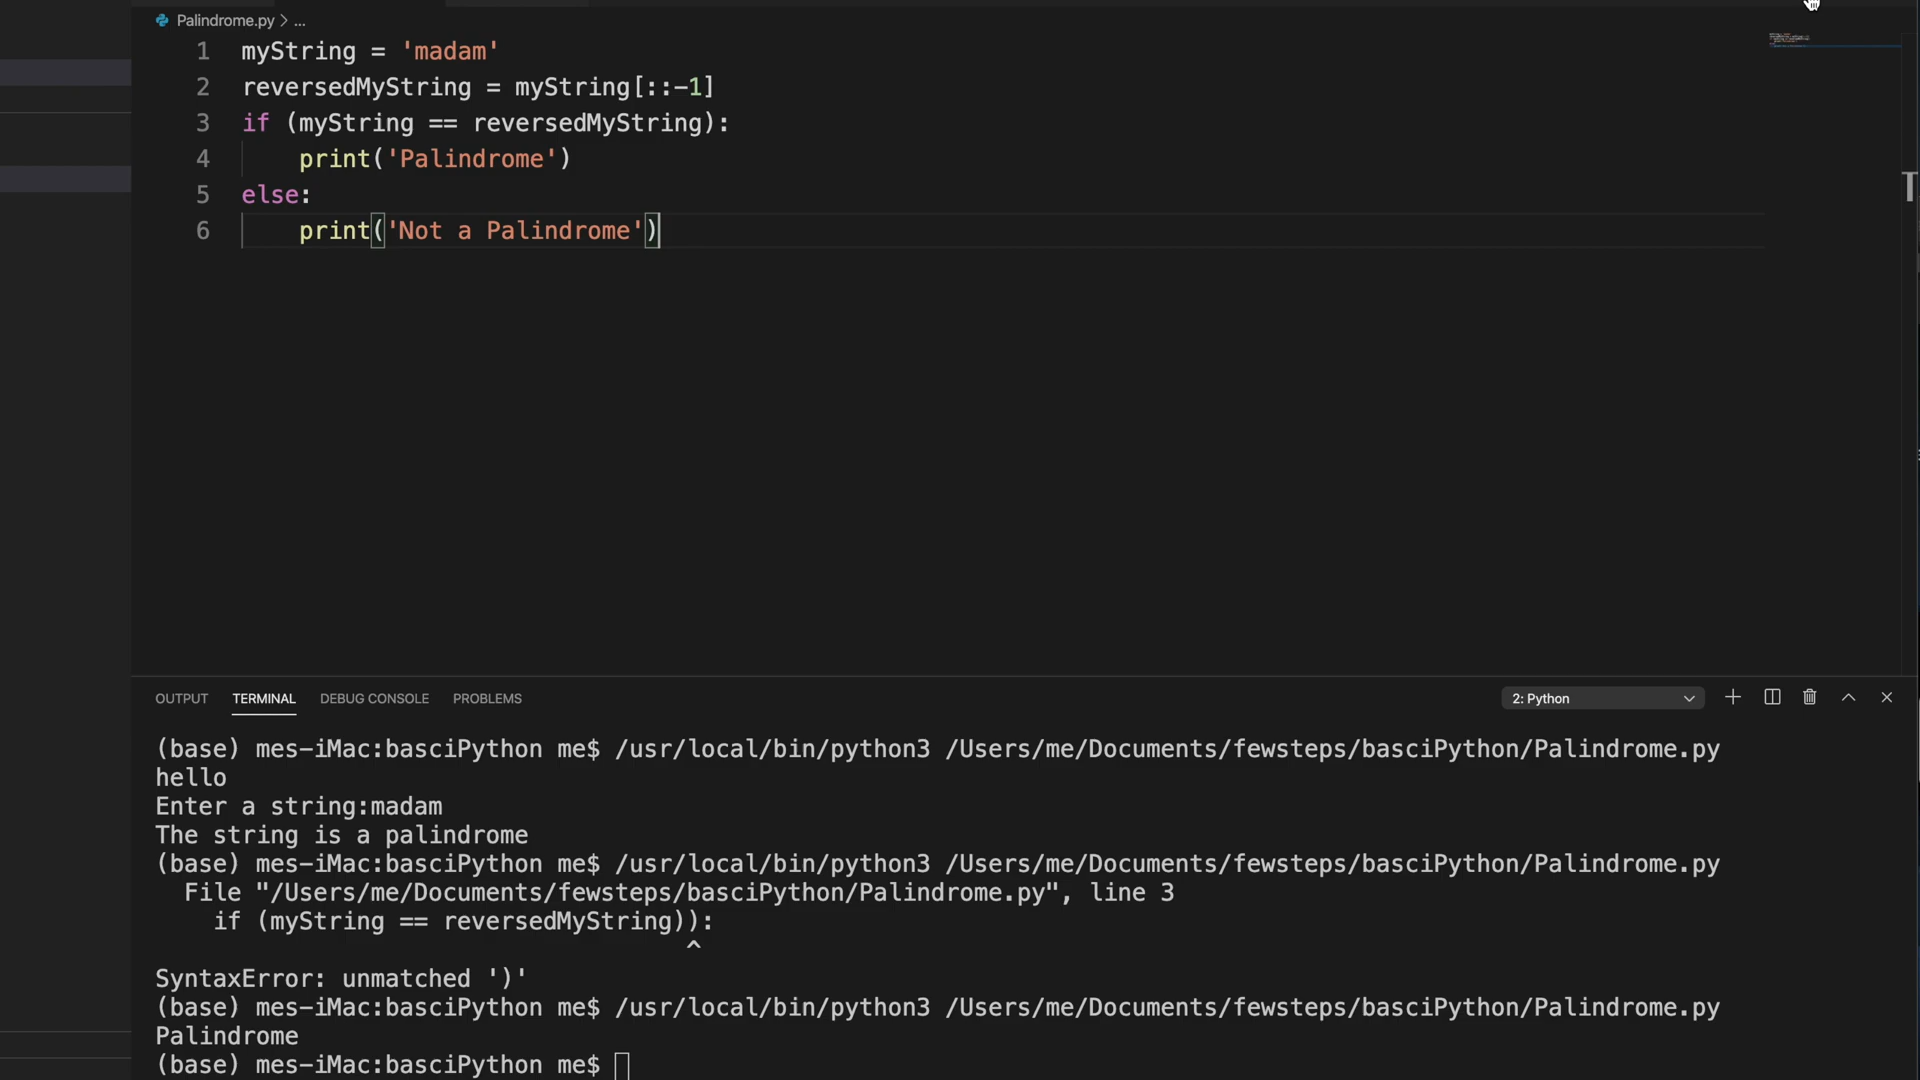 Palindrome.py > ...
1 myString = 'madam'
2 reversedMyString = myString[::-1]
3 if (myString == reversedMyString):
4     print('Palindrome')
5 else:
6     print('Not a Palindrome')
T
OUTPUT TERMINAL DEBUG CONSOLE PROBLEMS 2: Python
(base) mes-iMac:basciPython me$ /usr/local/bin/python3 /Users/me/Documents/fewsteps/basciPython/Palindrome.py
hello
Enter a string:madam
The string is a palindrome
(base) mes-iMac:basciPython me$ /usr/local/bin/python3 /Users/me/Documents/fewsteps/basciPython/Palindrome.py
  File "/Users/me/Documents/fewsteps/basciPython/Palindrome.py", line 3
    if (myString == reversedMyString)):
                                     ^
SyntaxError: unmatched ')'
(base) mes-iMac:basciPython me$ /usr/local/bin/python3 /Users/me/Documents/fewsteps/basciPython/Palindrome.py
Palindrome
(base) mes-iMac:basciPython me$